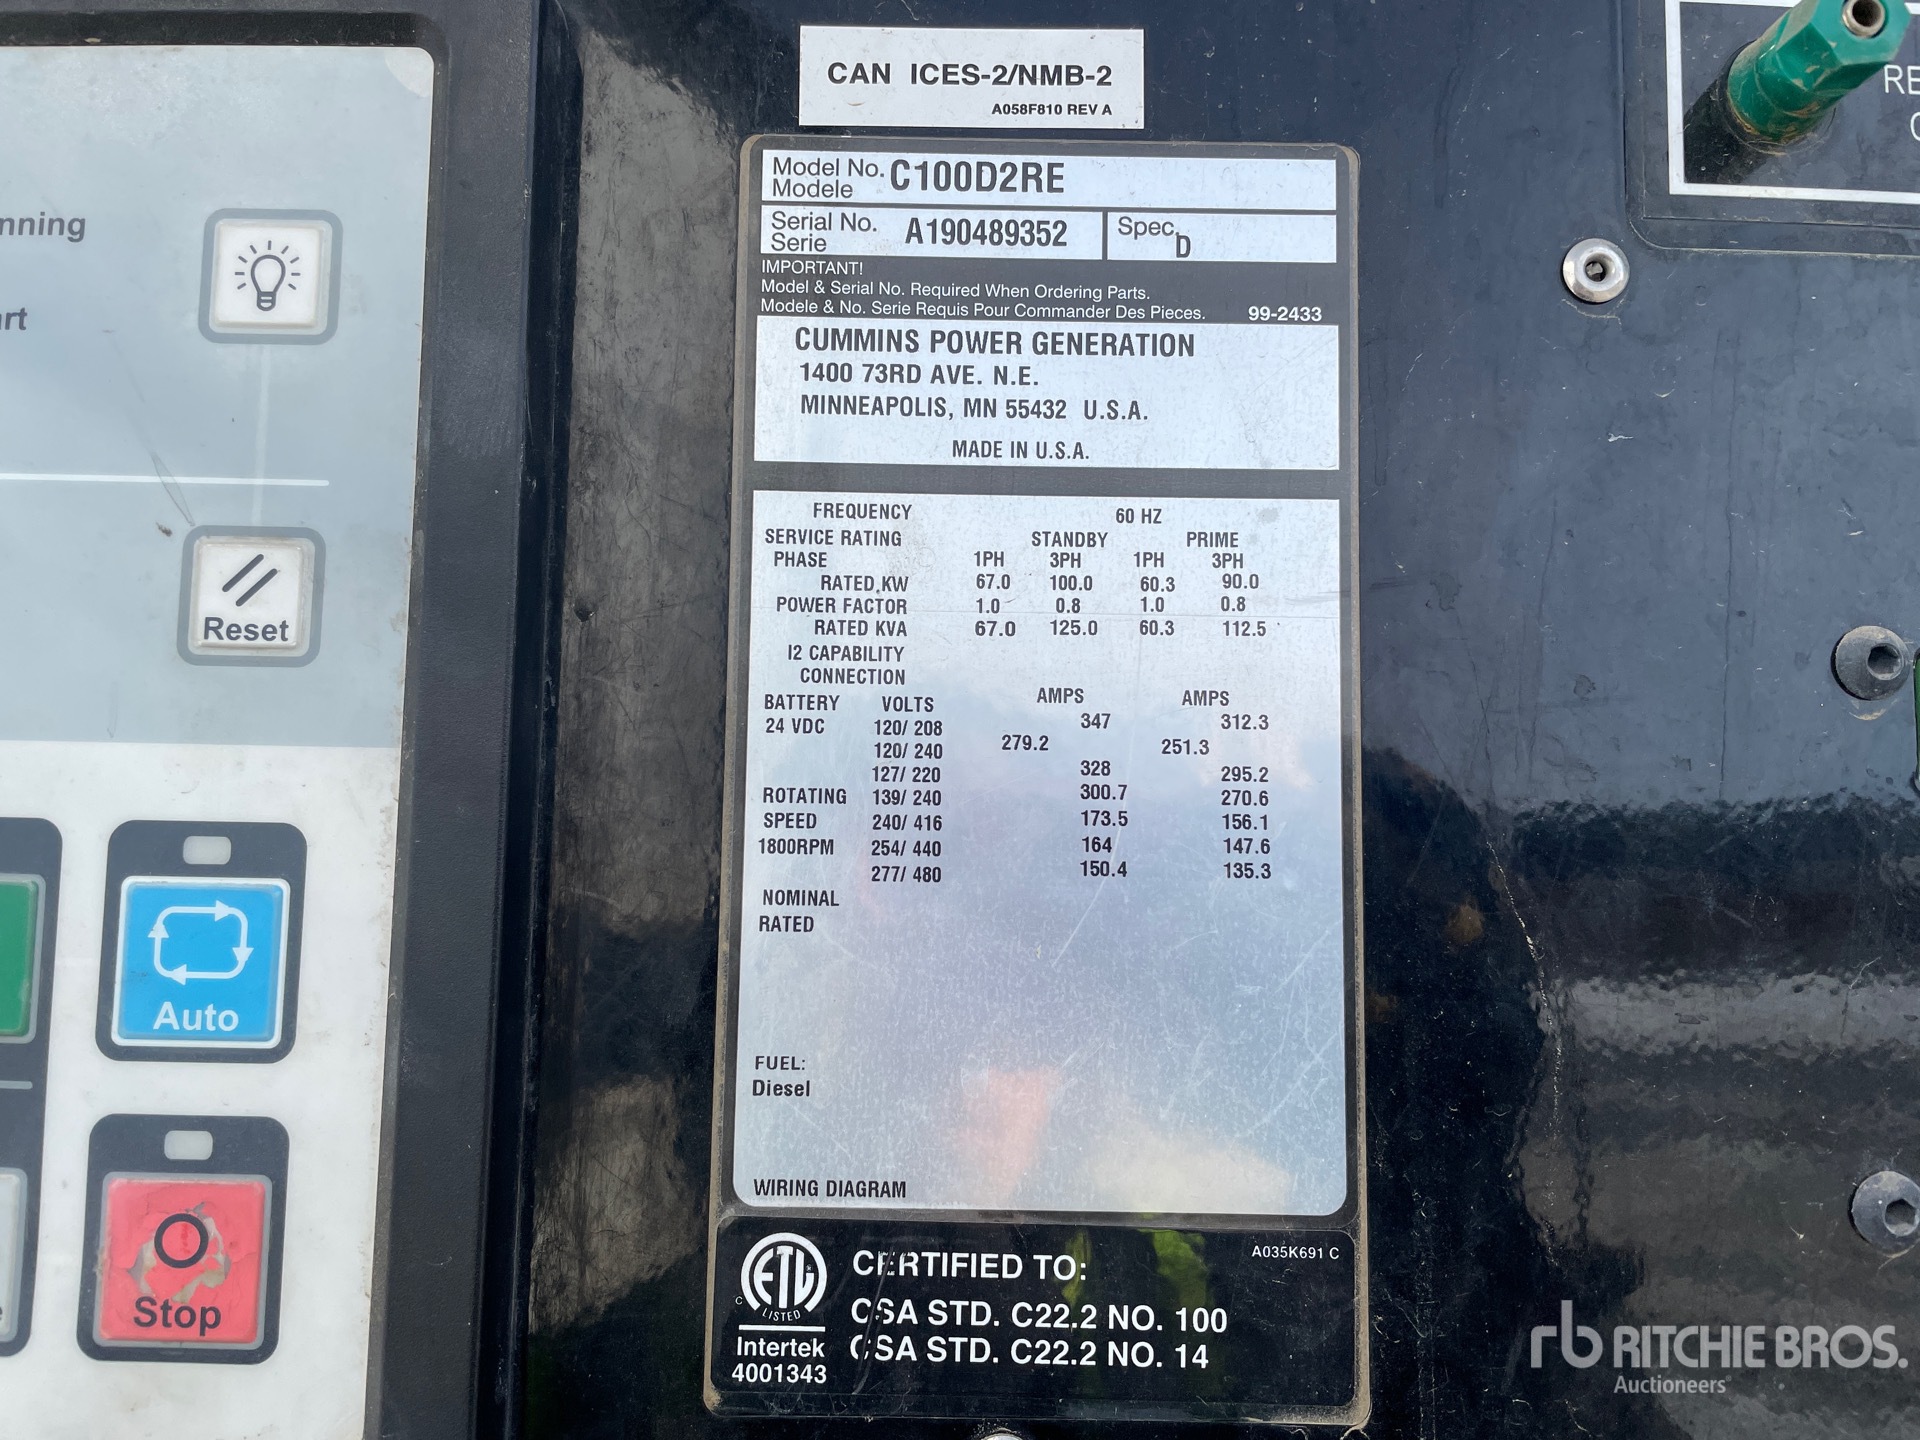 CAN ICES-2/NMB-2
A058F810 REV A
Model No. C100D2RE
Modele
Serial No. A190489352 Spec. D
Serie
IMPORTANT!
Model & Serial No. Required When Ordering Parts.
Modele & No. Serie Requis Pour Commander Des Pieces. 99-2433
CUMMINS POWER GENERATION
1400 73RD AVE. N.E.
MINNEAPOLIS, MN 55432 U.S.A.
MADE IN U.S.A.
FREQUENCY 60 HZ
SERVICE RATING STANDBY PRIME
PHASE 1PH 3PH 1PH 3PH
RATED KW 67.0 100.0 60.3 90.0
POWER FACTOR 1.0 0.8 1.0 0.8
RATED KVA 67.0 125.0 60.3 112.5
I2 CAPABILITY
CONNECTION
BATTERY VOLTS AMPS AMPS
24 VDC 120/ 208 347 312.3
120/ 240 279.2 251.3
127/ 220 328 295.2
ROTATING 139/ 240 300.7 270.6
SPEED 240/ 416 173.5 156.1
1800RPM 254/ 440 164 147.6
277/ 480 150.4 135.3
NOMINAL
RATED
FUEL:
Diesel
WIRING DIAGRAM
A035K691 C
CERTIFIED TO:
CSA STD. C22.2 NO. 100
CSA STD. C22.2 NO. 14
ETL
C LISTED
Intertek
4001343
nning
art
Reset
Auto
Stop
RE
rb RITCHIE BROS.
Auctioneers